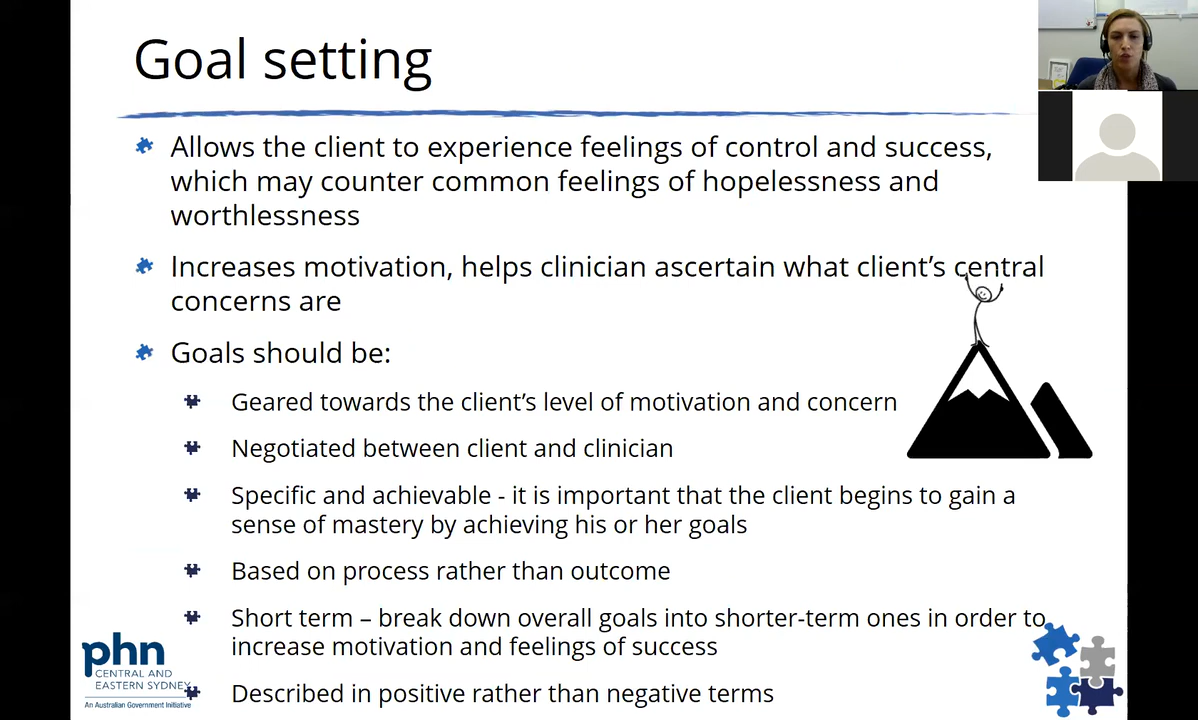 Goal setting
Allows the client to experience feelings of control and success,
which may counter common feelings of hopelessness and
worthlessness
Increases motivation, helps clinician ascertain what client's central
concerns are
Goals should be:
Geared towards the client's level of motivation and concern
Negotiated between client and clinician
Specific and achievable - it is important that the client begins to gain a
sense of mastery by achieving his or her goals
Based on process rather than outcome
Short term – break down overall goals into shorter-term ones in order to
increase motivation and feelings of success
Described in positive rather than negative terms
phn
CENTRAL AND
EASTERN SYDNEY
An Australian Government Initiative